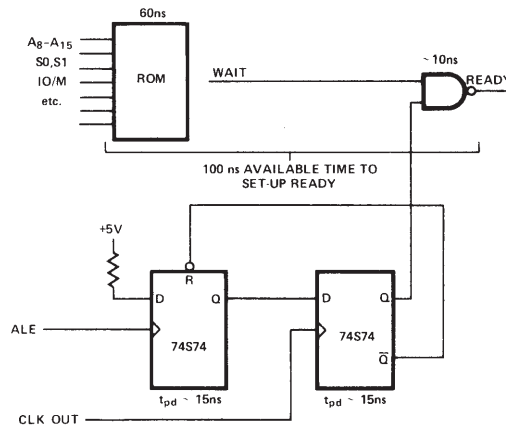 60ns
A8-A15
S0,S1
IO/M
etc.
ROM
WAIT
~10ns
READY
100 ns AVAILABLE TIME TO
SET-UP READY
+5V
R
D
Q
D
Q
ALE
74S74
74S74
Q̅
tpd ~ 15ns
tpd ~ 15ns
CLK OUT